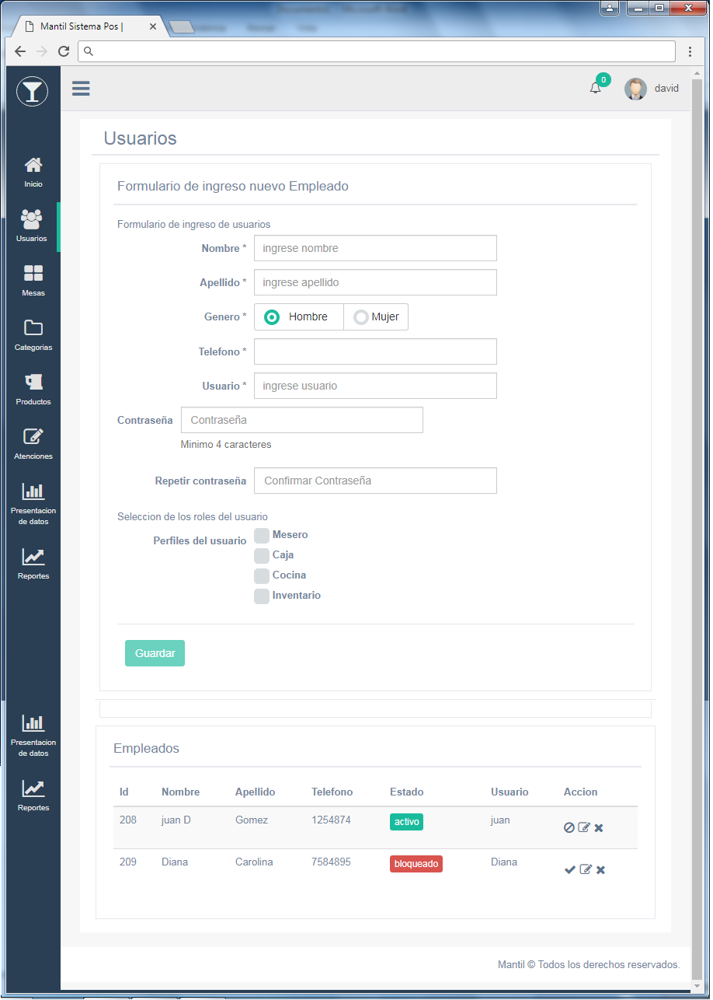 Mantil Sistema Pos |
0
david
Inicio
Usuarios
Mesas
Categorias
Productos
Atenciones
Presentacion
de datos
Reportes
Presentacion
de datos
Reportes
Usuarios
Formulario de ingreso nuevo Empleado
Formulario de ingreso de usuarios
Nombre * ingrese nombre
Apellido * ingrese apellido
Genero * Hombre Mujer
Telefono *
Usuario * ingrese usuario
Contraseña Contraseña
Minimo 4 caracteres
Repetir contraseña Confirmar Contraseña
Seleccion de los roles del usuario
Perfiles del usuario Mesero
Caja
Cocina
Inventario
Guardar
Empleados
Id Nombre Apellido Telefono Estado Usuario Accion
208 juan D Gomez 1254874 activo juan
209 Diana Carolina 7584895 bloqueado Diana
Mantil © Todos los derechos reservados.